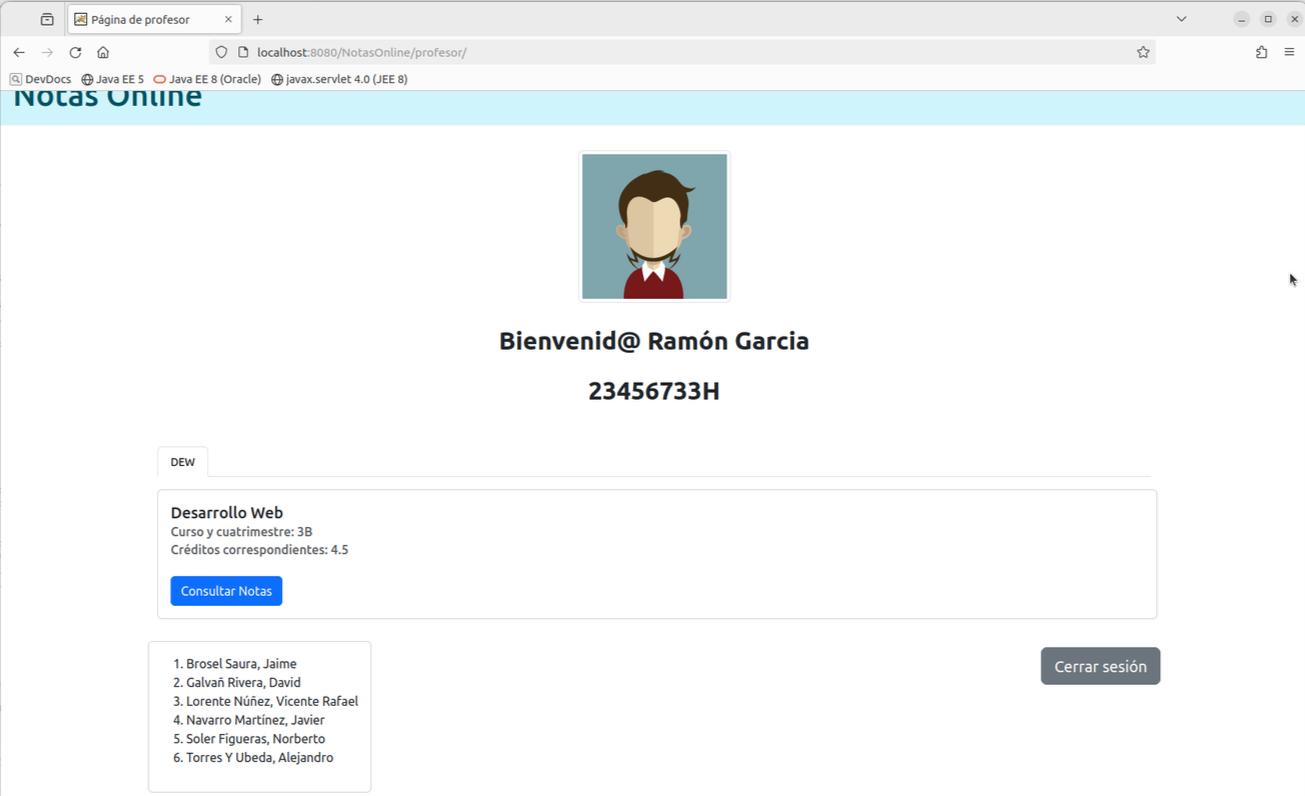 Página de profesor
localhost:8080/NotasOnline/profesor/
DevDocs Java EE 5 Java EE 8 (Oracle) javax.servlet 4.0 (JEE 8)
Notas Online
Bienvenid@ Ramón Garcia
23456733H
DEW
Desarrollo Web
Curso y cuatrimestre: 3B
Créditos correspondientes: 4.5
Consultar Notas
1. Brosel Saura, Jaime
2. Galvañ Rivera, David
3. Lorente Núñez, Vicente Rafael
4. Navarro Martínez, Javier
5. Soler Figueras, Norberto
6. Torres Y Ubeda, Alejandro
Cerrar sesión